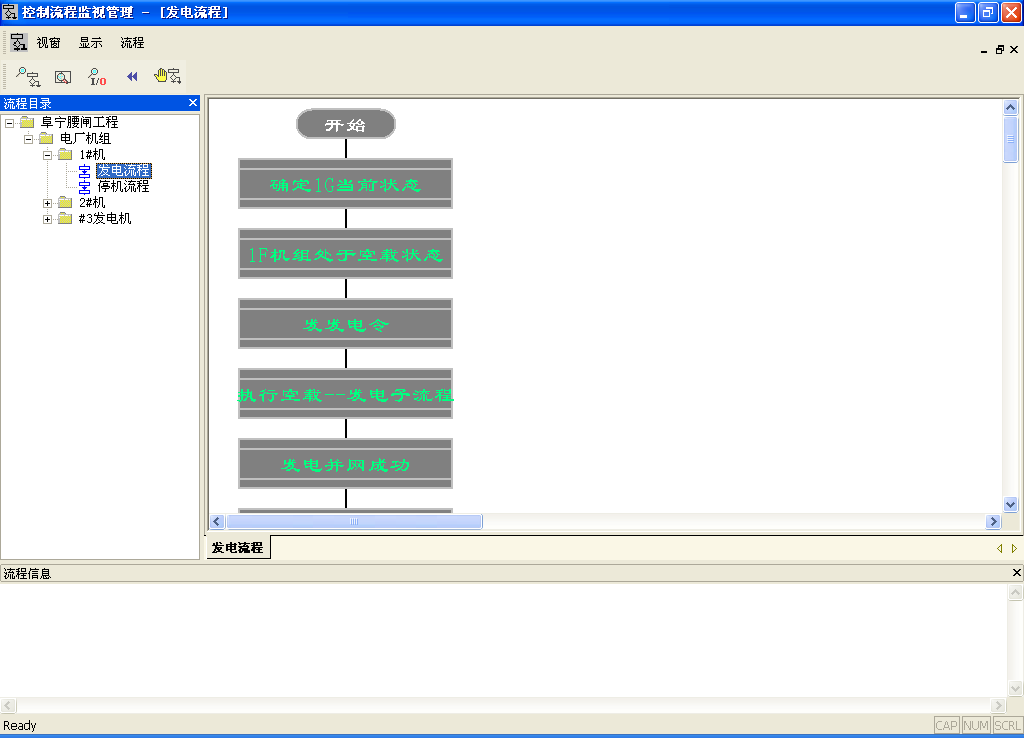 控制流程监视管理 - [发电流程]
视窗 显示 流程
I/O
流程目录
阜宁腰闸工程
电厂机组
1#机
发电流程
停机流程
2#机
#3发电机
开始
确定1G当前状态
1F机组处于空载状态
发发电令
执行空载--发电子流程
发电并网成功
发电流程
流程信息
Ready
CAP NUM SCRL